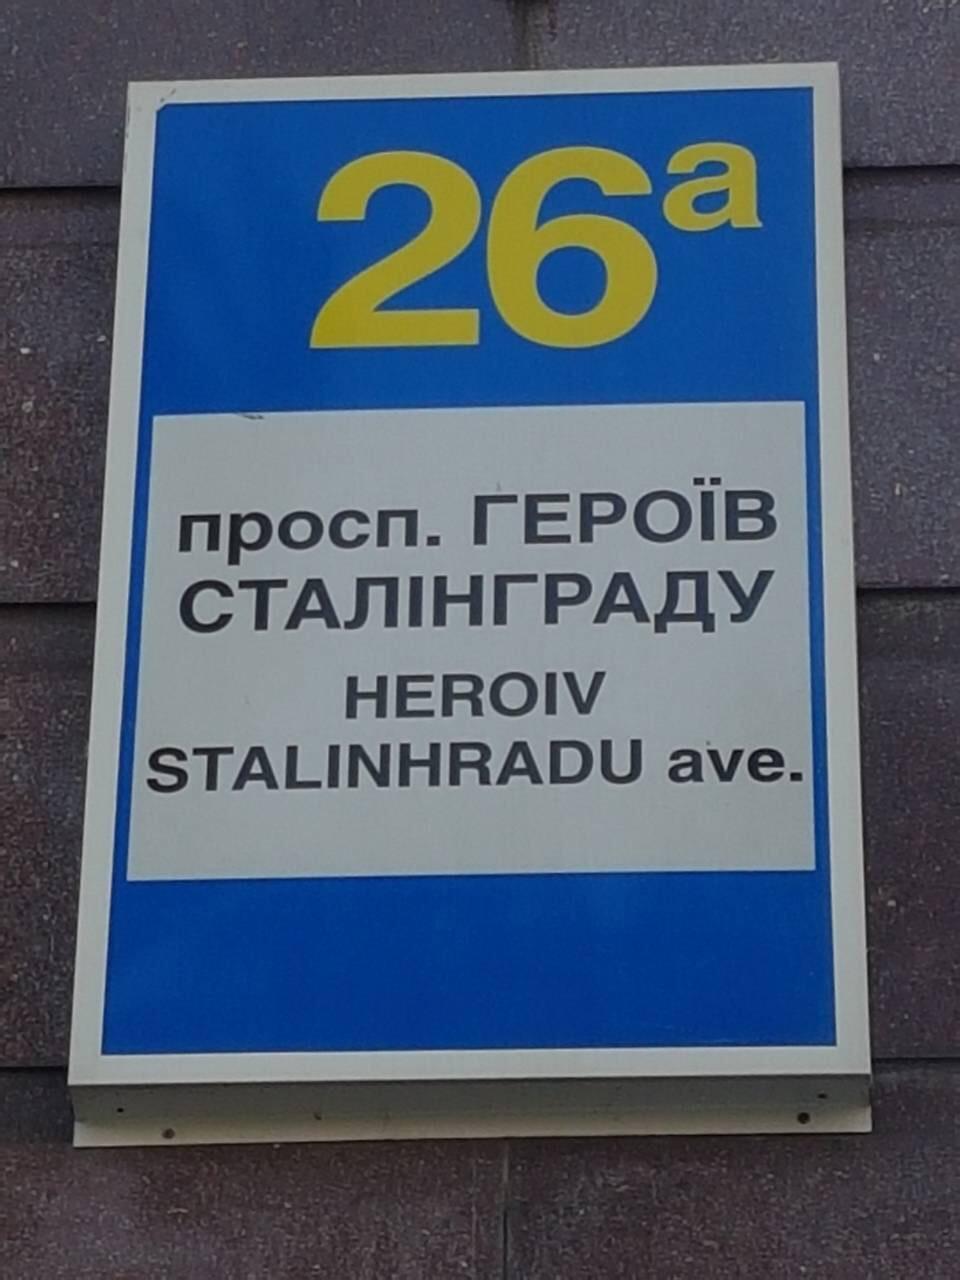 26а
просп. ГЕРОЇВ
СТАЛІНГРАДУ
HEROIV
STALINHRADU ave.